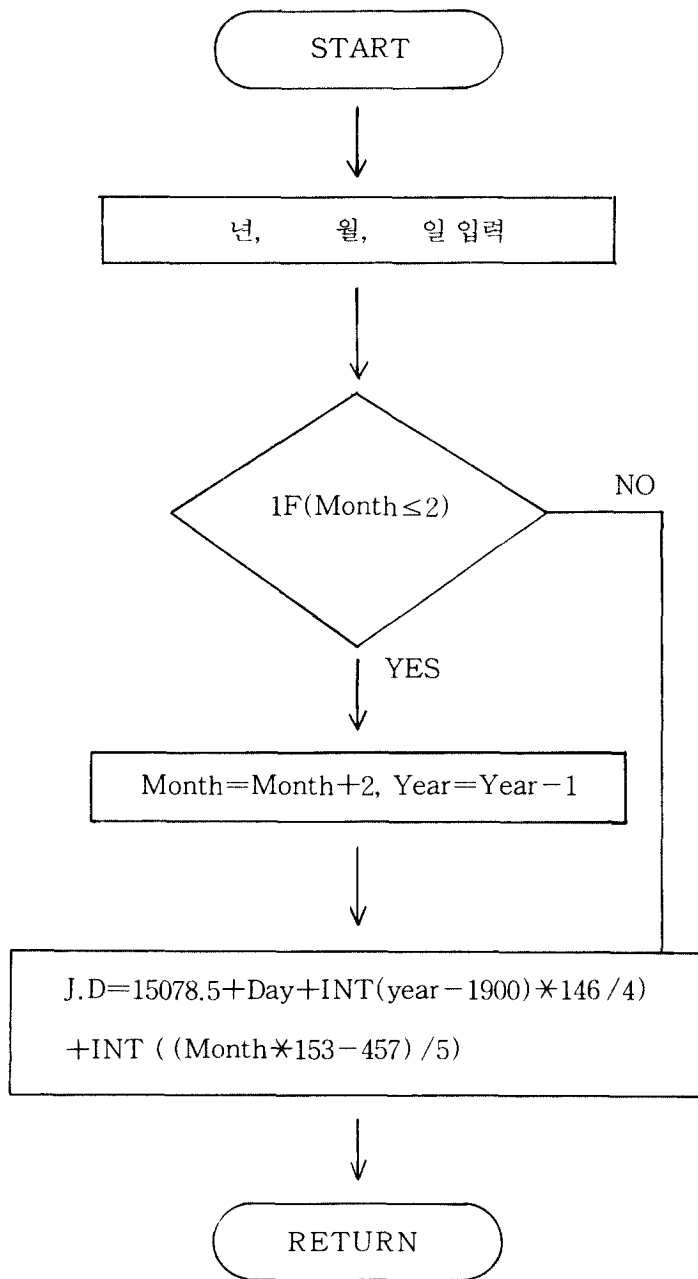 START
년, 월, 일 입력
1F(Month≤2)
NO
YES
Month=Month+2, Year=Year-1
J.D=15078.5+Day+INT(year-1900)*146/4)
+INT ((Month*153-457)/5)
RETURN